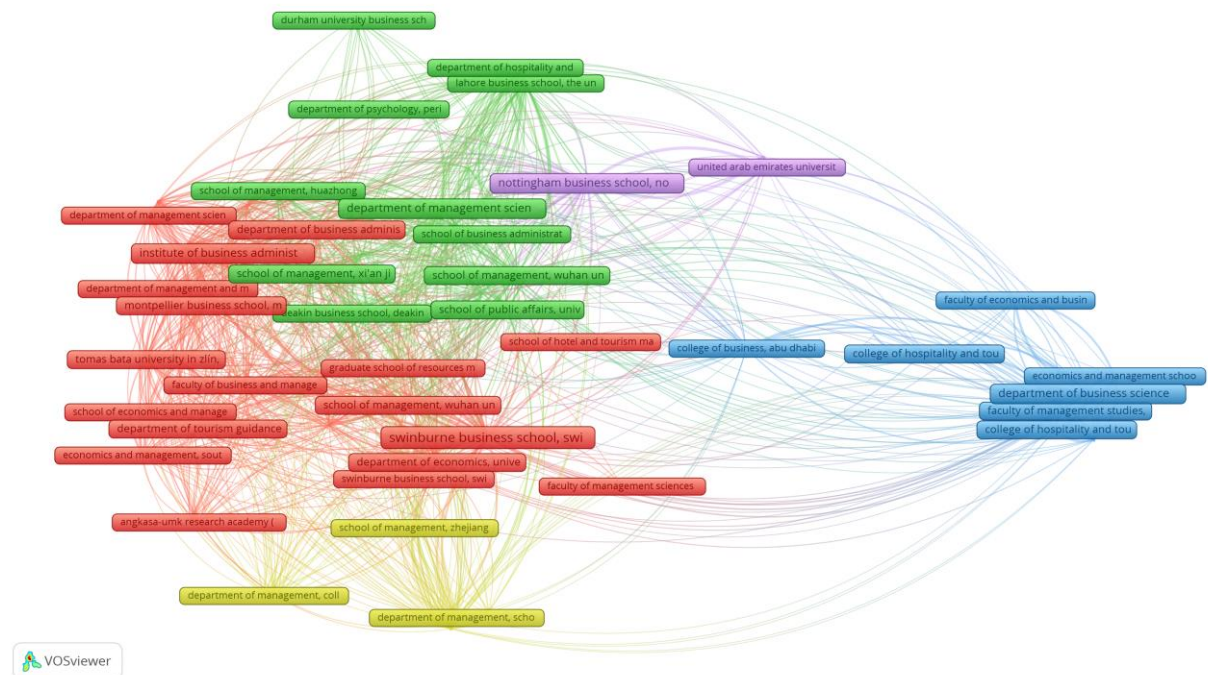 durham university business sch
department of hospitality and
lahore business school, the un
department of psychology, peri
united arab emirates universit
nottingham business school, no
school of management, huazhong
department of management scien
department of management scien
department of business adminis
school of business administrat
institute of business administ
school of management, xi'an ji
school of management, wuhan un
department of management and m
faculty of economics and busin
montpellier business school, m
deakin business school, deakin
school of public affairs, univ
school of hotel and tourism ma
college of business, abu dhabi
college of hospitality and tou
tomas bata university in zlín,
graduate school of resources m
economics and management schoo
faculty of business and manage
department of business science
school of management, wuhan un
school of economics and manage
faculty of management studies,
department of tourism guidance
college of hospitality and tou
swinburne business school, swi
economics and management, sout
department of economics, unive
swinburne business school, swi
faculty of management sciences
angkasa-umk research academy (
school of management, zhejiang
department of management, coll
department of management, scho
VOSviewer